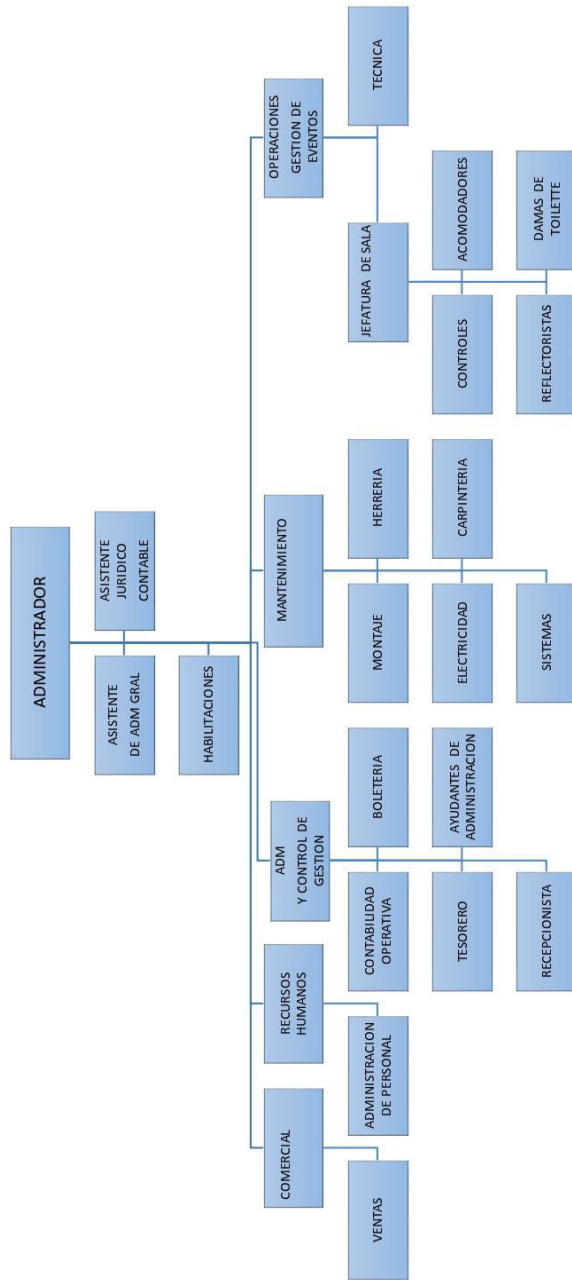 ADMINISTRADOR
ASISTENTE
DE ADM GRAL
ASISTENTE
JURIDICO
CONTABLE
HABILITACIONES
COMERCIAL
RECURSOS
HUMANOS
ADM
Y CONTROL DE
GESTION
MANTENIMIENTO
OPERACIONES
GESTION DE
EVENTOS
VENTAS
ADMINISTRACION
DE PERSONAL
CONTABILIDAD
OPERATIVA
BOLETERIA
MONTAJE
HERRERIA
JEFATURA DE SALA
TECNICA
TESORERO
AYUDANTES DE
ADMINISTRACION
ELECTRICIDAD
CARPINTERIA
CONTROLES
ACOMODADORES
RECEPCIONISTA
SISTEMAS
REFLECTORISTAS
DAMAS DE
TOILETTE